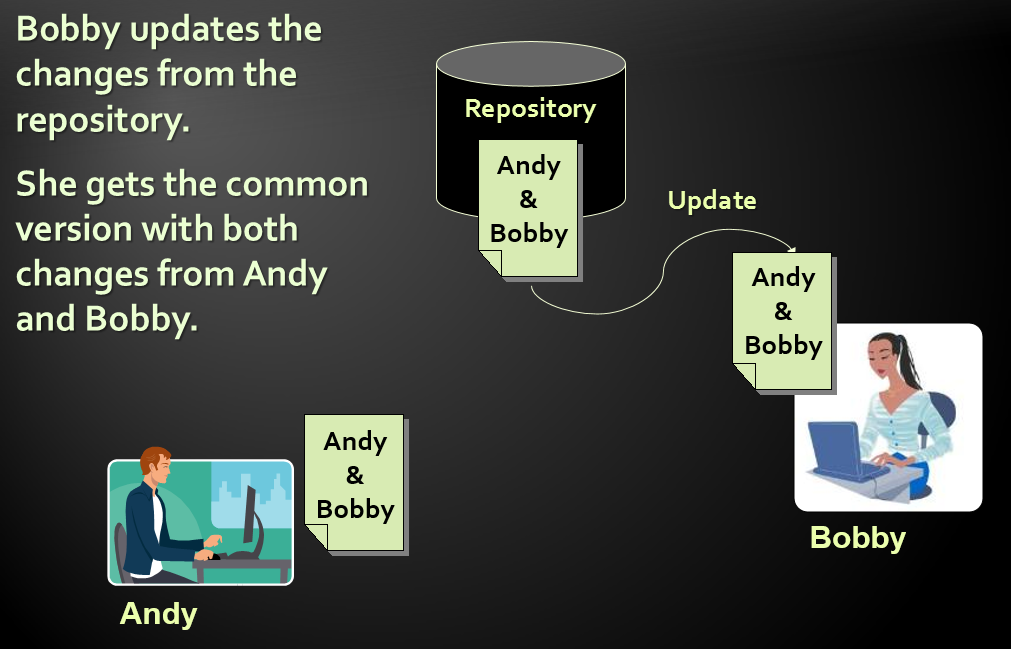 Bobby updates the
changes from the
repository.
She gets the common
version with both
changes from Andy
and Bobby.
Repository
Andy
&
Bobby
Update
Andy
&
Bobby
Bobby
Andy
&
Bobby
Andy